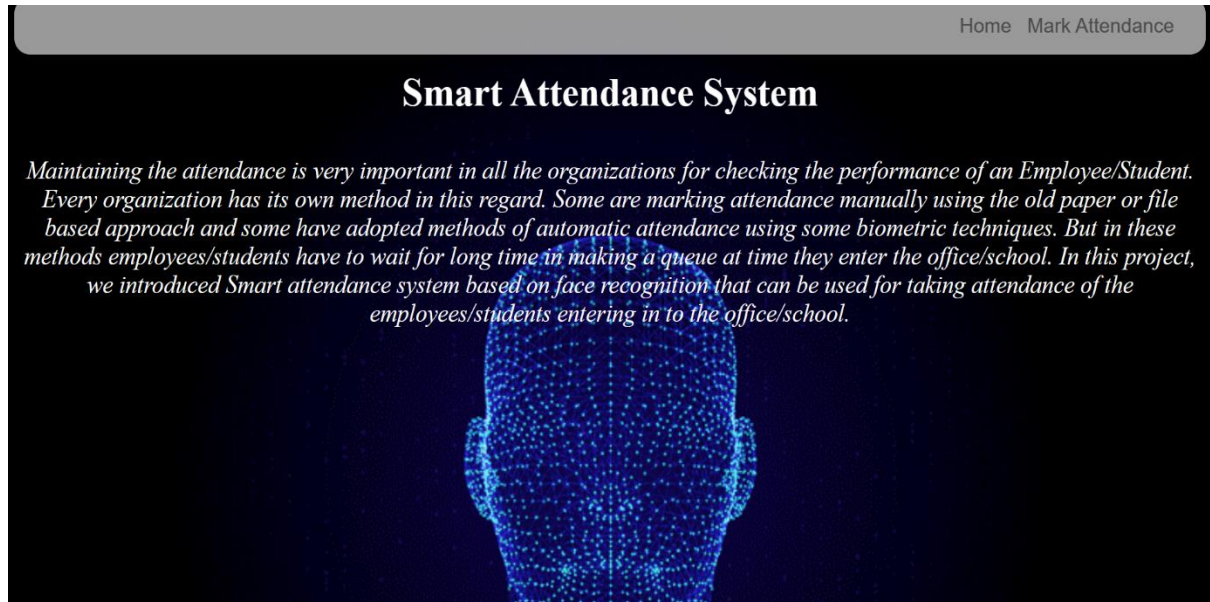 Home Mark Attendance
Smart Attendance System
Maintaining the attendance is very important in all the organizations for checking the performance of an Employee/Student.
Every organization has its own method in this regard. Some are marking attendance manually using the old paper or file
based approach and some have adopted methods of automatic attendance using some biometric techniques. But in these
methods employees/students have to wait for long time in making a queue at time they enter the office/school. In this project,
we introduced Smart attendance system based on face recognition that can be used for taking attendance of the
employees/students entering in to the office/school.